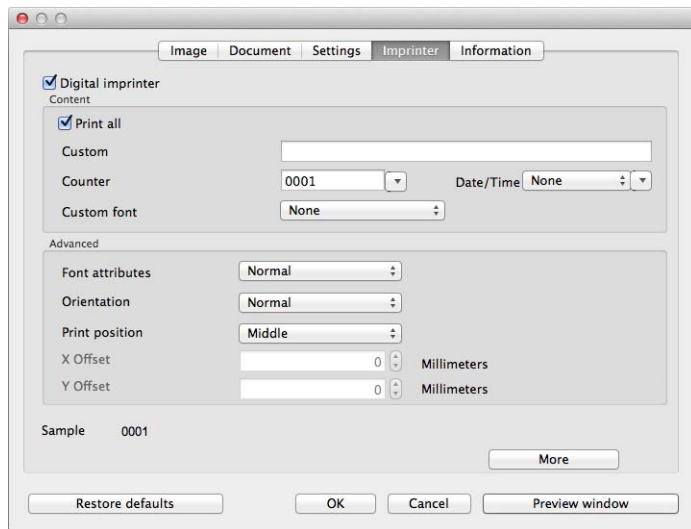 Image Document Settings Imprinter Information
Digital imprinter
Content
Print all
Custom
Counter 0001 Date/Time None
Custom font None
Advanced
Font attributes Normal
Orientation Normal
Print position Middle
X Offset 0 Millimeters
Y Offset 0 Millimeters
Sample 0001
More
Restore defaults OK Cancel Preview window